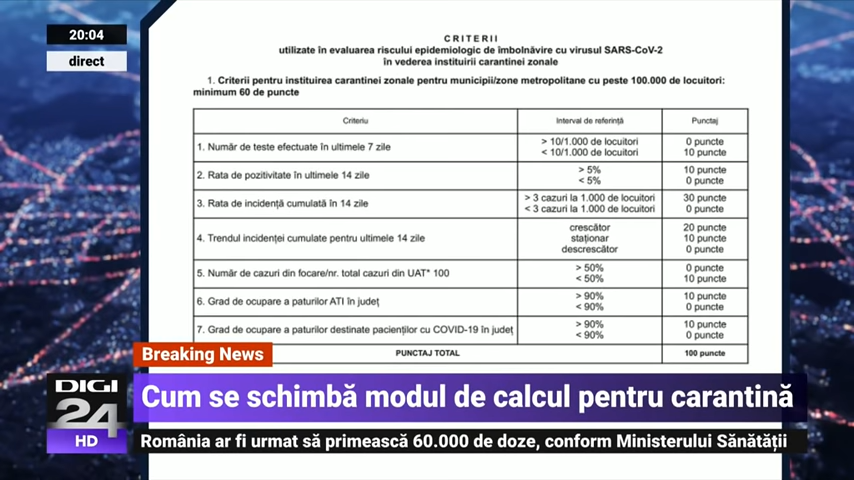 20:04
direct
CRITERII
utilizate în evaluarea riscului epidemiologic de îmbolnăvire cu virusul SARS-CoV-2
în vederea instituirii carantinei zonale
1. Criterii pentru instituirea carantinei zonale pentru municipii/zone metropolitane cu peste 100.000 de locuitori:
minimum 60 de puncte
Criteriu Interval de referință Punctaj
1. Număr de teste efectuate în ultimele 7 zile
> 10/1.000 de locuitori 0 puncte
< 10/1.000 de locuitori 10 puncte
2. Rata de pozitivitate în ultimele 14 zile
> 5% 10 puncte
< 5% 0 puncte
3. Rata de incidență cumulată în 14 zile
> 3 cazuri la 1.000 de locuitori 30 puncte
< 3 cazuri la 1.000 de locuitori 0 puncte
4. Trendul incidenței cumulate pentru ultimele 14 zile
crescător 20 puncte
staționar 10 puncte
descrescător 0 puncte
5. Număr de cazuri din focare/nr. total cazuri din UAT* 100
> 50% 0 puncte
< 50% 10 puncte
6. Grad de ocupare a paturilor ATI în județ
> 90% 10 puncte
< 90% 0 puncte
7. Grad de ocupare a paturilor destinate pacienților cu COVID-19 în județ
> 90% 10 puncte
< 90% 0 puncte
PUNCTAJ TOTAL 100 puncte
Breaking News
DIGI
24
HD
Cum se schimbă modul de calcul pentru carantină
România ar fi urmat să primească 60.000 de doze, conform Ministerului Sănătății